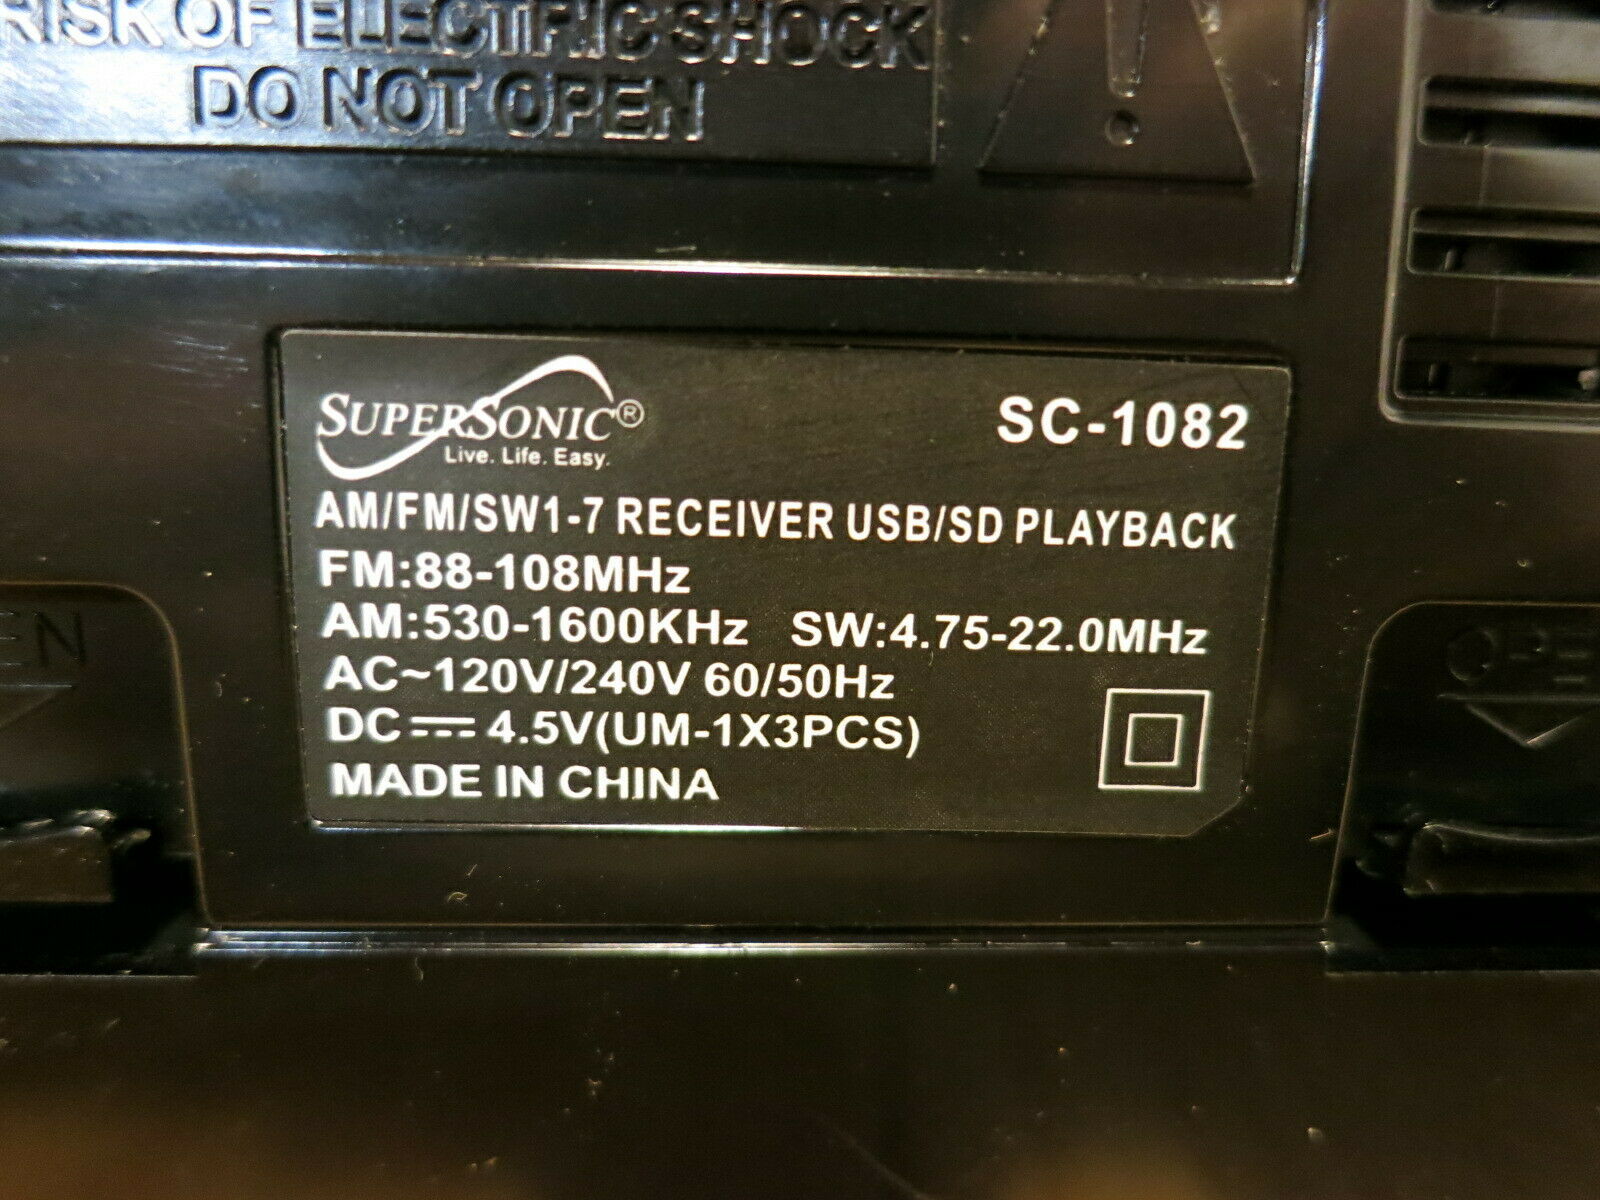 RISK OF ELECTRIC SHOCK
DO NOT OPEN
SUPERSONIC®
Live. Life. Easy.
SC-1082
AM/FM/SW1-7 RECEIVER USB/SD PLAYBACK
FM:88-108MHz
AM:530-1600KHz SW:4.75-22.0MHz
AC~120V/240V 60/50Hz
DC 4.5V(UM-1X3PCS)
MADE IN CHINA